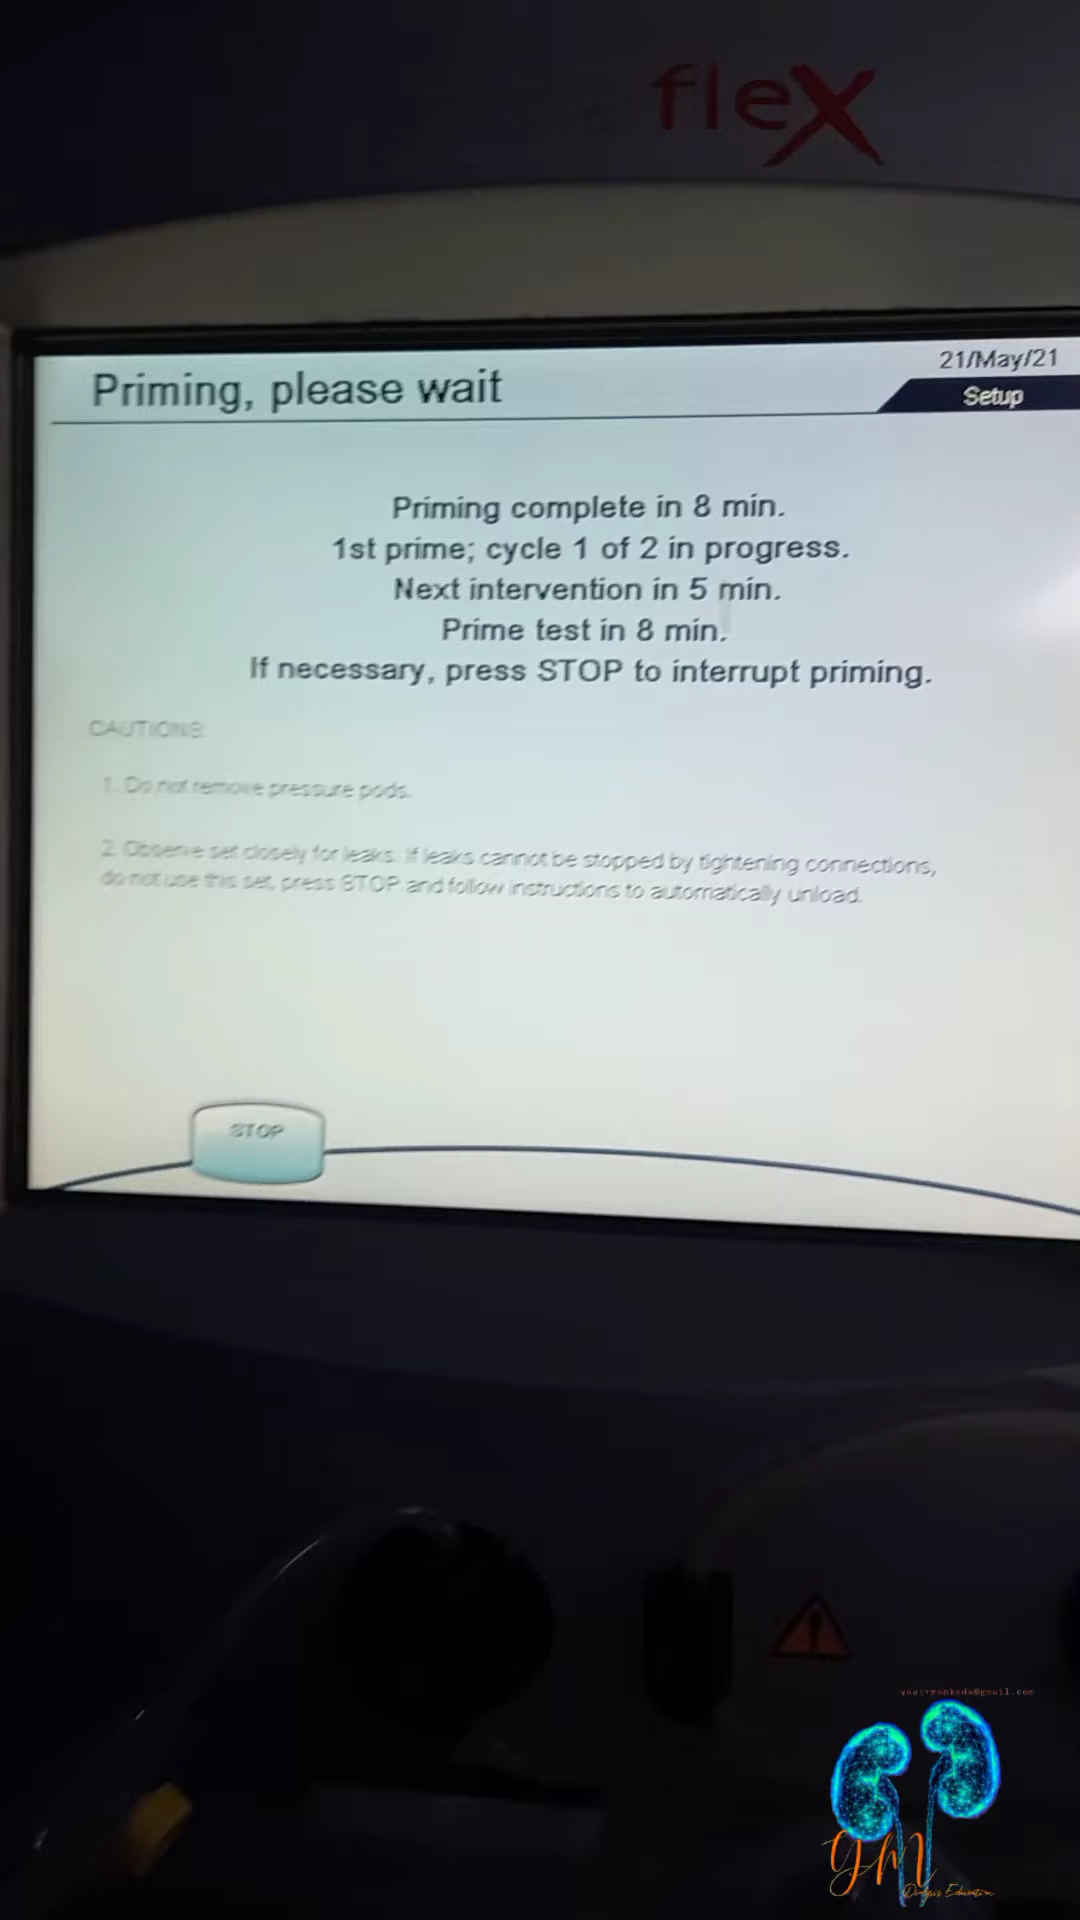 flex
21/May/21
Priming, please wait
Setup
Priming complete in 8 min.
1st prime; cycle 1 of 2 in progress.
Next intervention in 5 min.
Prime test in 8 min.
If necessary, press STOP to interrupt priming.
CAUTIONS:
1. Do not remove pressure pods.
2. Observe set closely for leaks. If leaks cannot be stopped by tightening connections,
do not use this set, press STOP and follow instructions to automatically unload.
STOP
YM
Dialysis Education